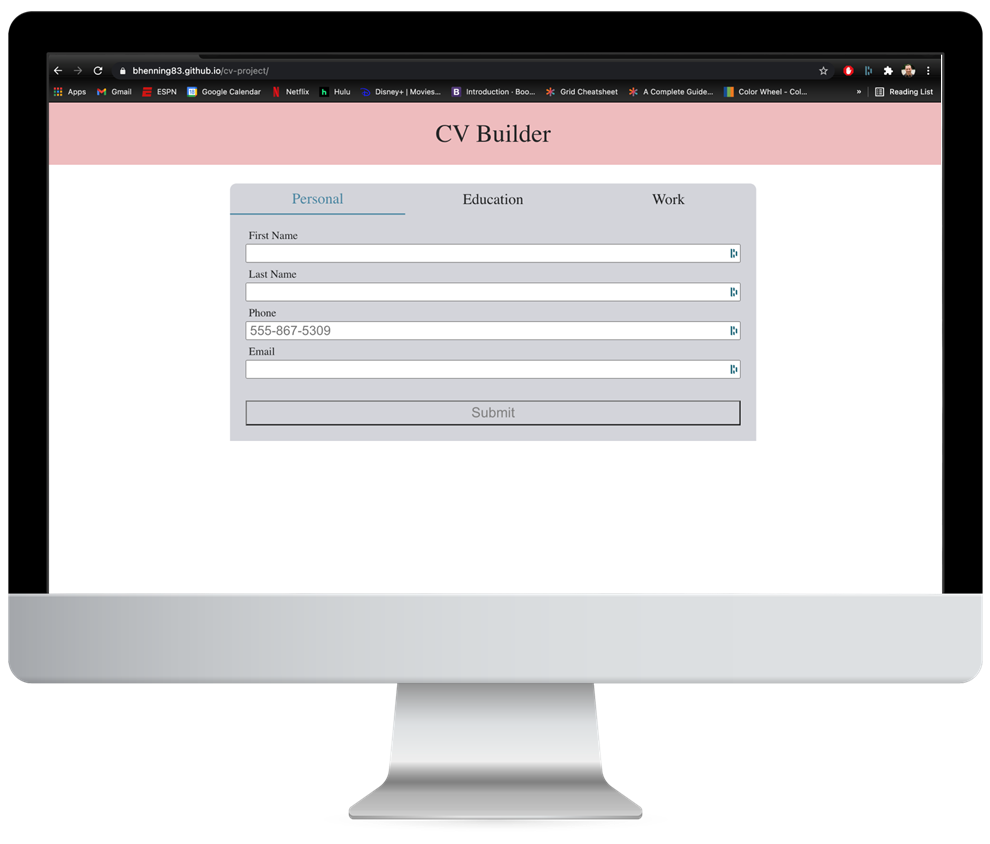 bhenning83.github.io/cv-project/
Apps Gmail ESPN Google Calendar Netflix Hulu Disney+ | Movies... Introduction · Boo... Grid Cheatsheet A Complete Guide... Color Wheel - Col... » Reading List
CV Builder
Personal Education Work
First Name
Last Name
Phone
555-867-5309
Email
Submit